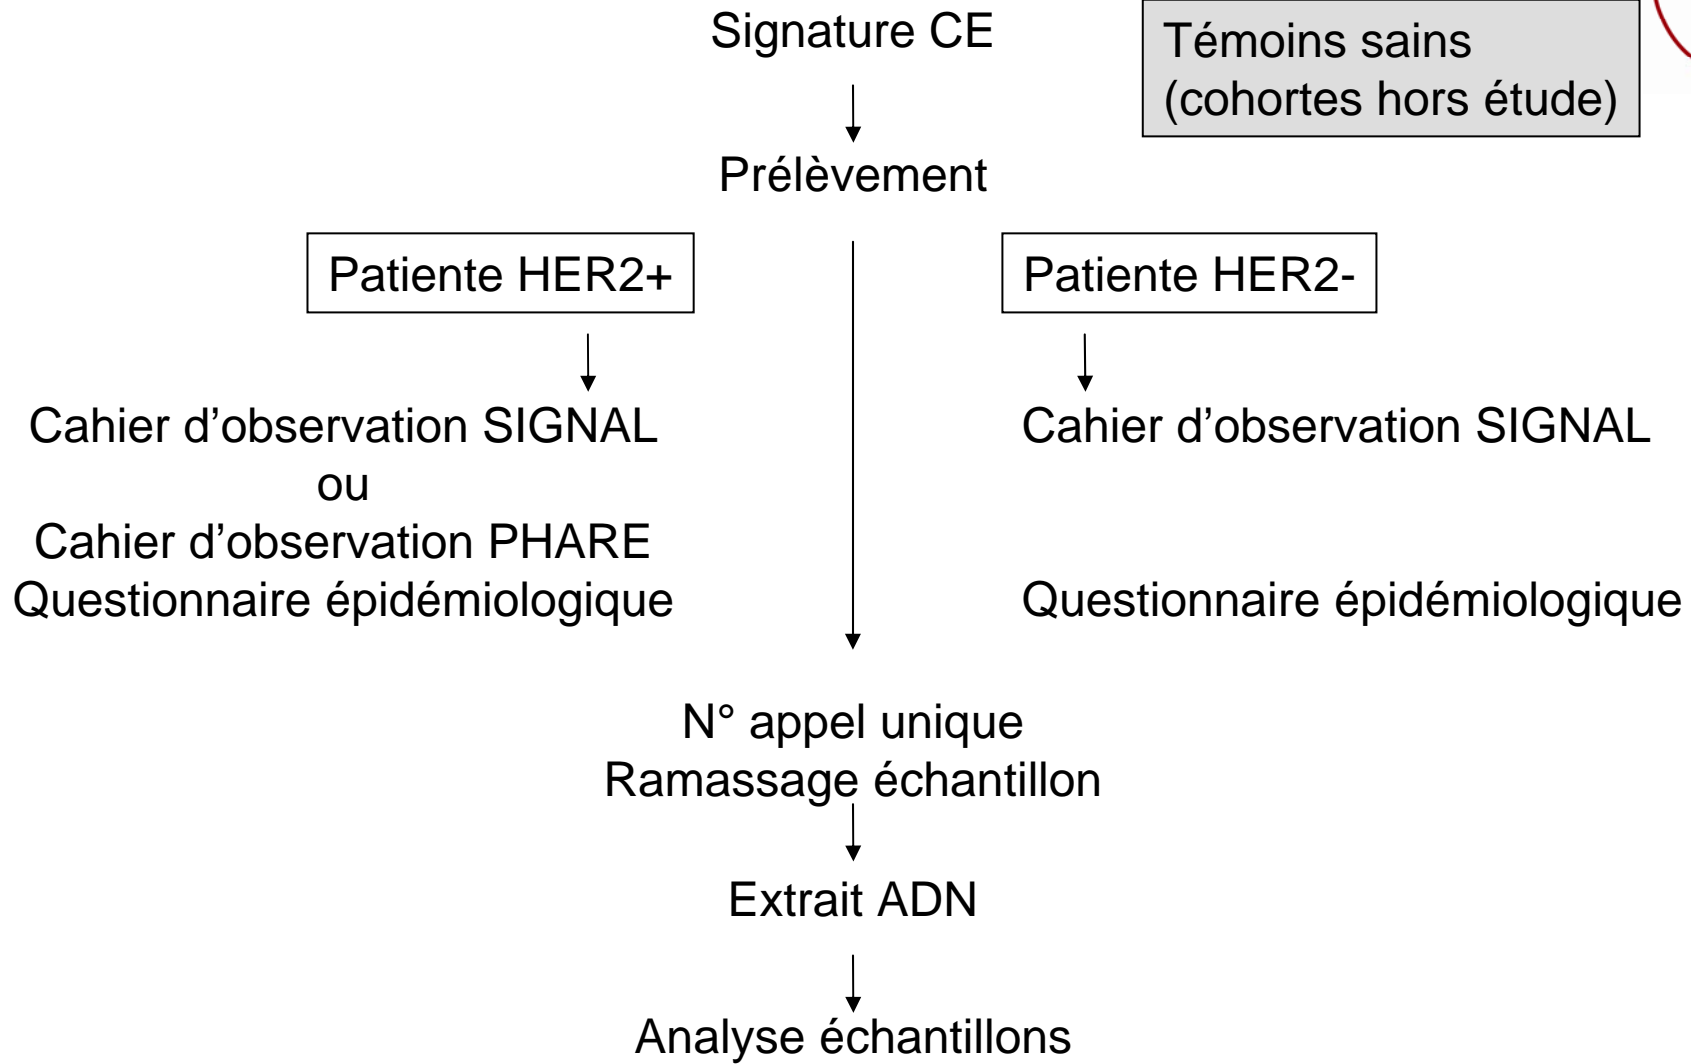 Signature CE
Témoins sains
(cohortes hors étude)
Prélèvement
Patiente HER2+
Patiente HER2-
Cahier d'observation SIGNAL
ou
Cahier d'observation PHARE
Questionnaire épidémiologique
Cahier d'observation SIGNAL
Questionnaire épidémiologique
N° appel unique
Ramassage échantillon
Extrait ADN
Analyse échantillons